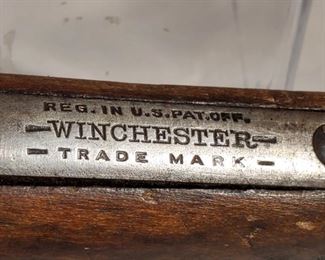 REG. IN U.S. PAT. OFF.
–WINCHESTER–
– TRADE MARK –